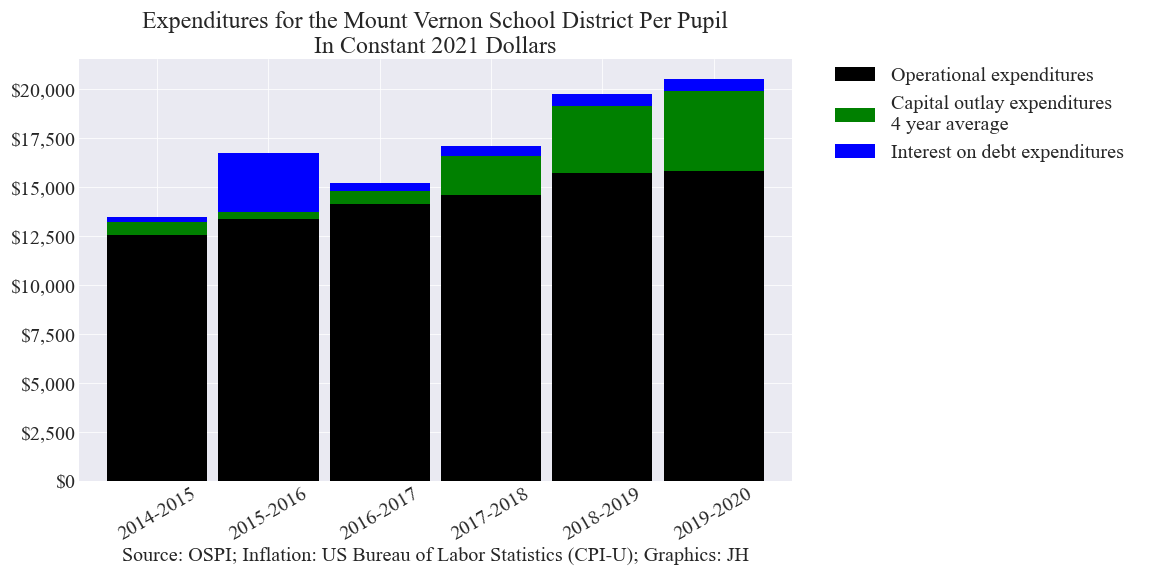 Expenditures for the Mount Vernon School District Per Pupil
In Constant 2021 Dollars
$20,000
$17,500
$15,000
$12,500
$10,000
$7,500
$5,000
$2,500
$0
2014-2015
2015-2016
2016-2017
2017-2018
2018-2019
2019-2020
Source: OSPI; Inflation: US Bureau of Labor Statistics (CPI-U); Graphics: JH
Operational expenditures
Capital outlay expenditures
4 year average
Interest on debt expenditures